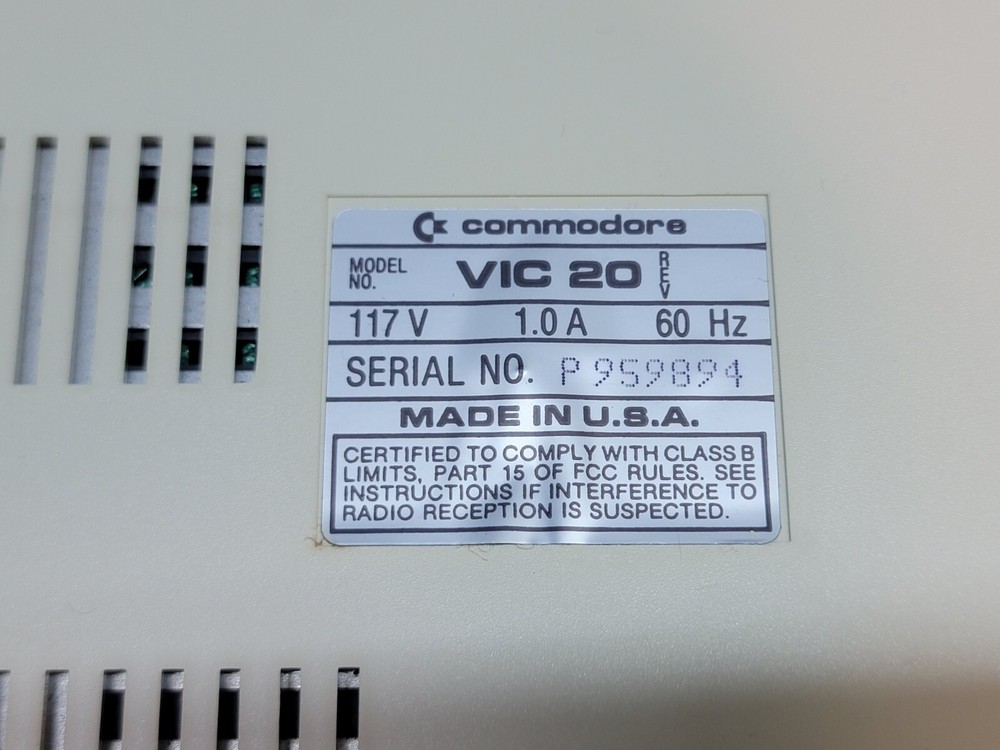 commodore
MODEL NO. VIC 20 REV
117 V 1.0 A 60 Hz
SERIAL NO. P 959894
MADE IN U.S.A.
CERTIFIED TO COMPLY WITH CLASS B
LIMITS, PART 15 OF FCC RULES. SEE
INSTRUCTIONS IF INTERFERENCE TO
RADIO RECEPTION IS SUSPECTED.